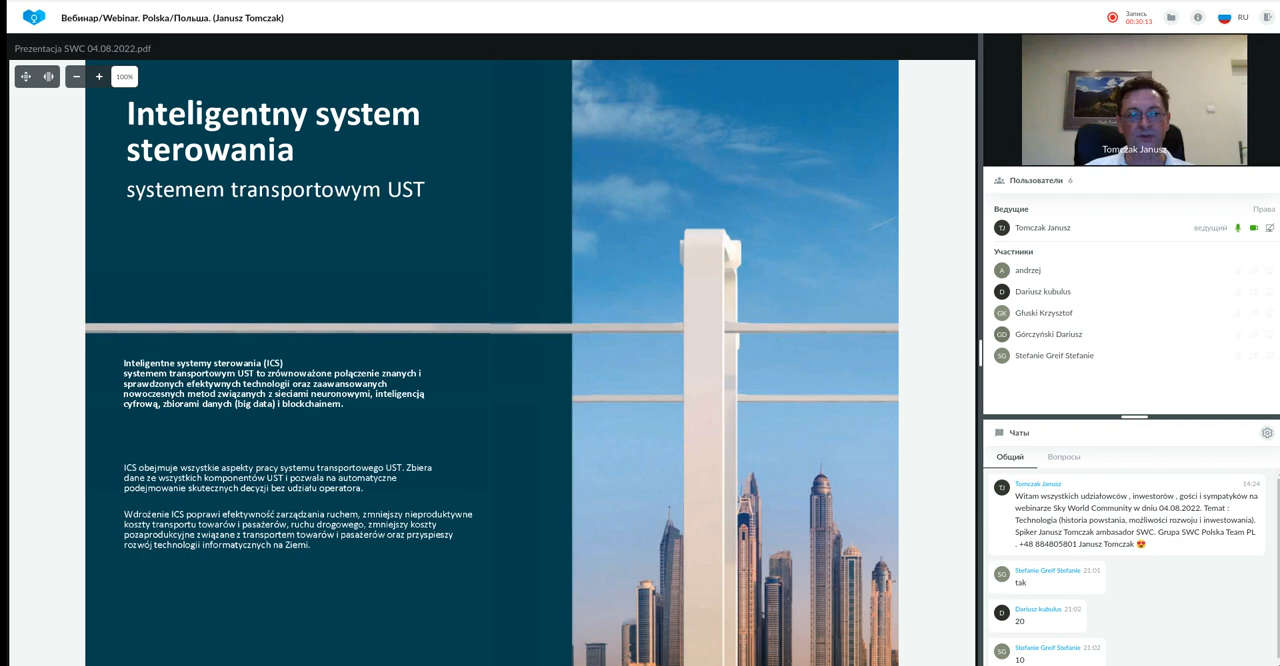 Вебинар/Webinar. Polska/Польша. (Janusz Tomczak)
Запись
00:30:13
RU
Prezentacja SWC 04.08.2022.pdf
100%
Inteligentny system
sterowania
systemem transportowym UST
Inteligentne systemy sterowania (ICS)
systemem transportowym UST to zrównoważone połączenie znanych i
sprawdzonych efektywnych technologii oraz zaawansowanych
nowoczesnych metod związanych z sieciami neuronowymi, inteligencją
cyfrową, zbiorami danych (big data) i blockchainem.
ICS obejmuje wszystkie aspekty pracy systemu transportowego UST. Zbiera
dane ze wszystkich komponentów UST i pozwala na automatyczne
podejmowanie skutecznych decyzji bez udziału operatora.
Wdrożenie ICS poprawi efektywność zarządzania ruchem, zmniejszy nieproduktywne
koszty transportu towarów i pasażerów, ruchu drogowego, zmniejszy koszty
pozaprodukcyjne związane z transportem towarów i pasażerów oraz przyspieszy
rozwój technologii informatycznych na Ziemi.
Tomczak Janusz
Пользователи 6
Ведущие Права
TJ Tomczak Janusz ведущий
Участники
A andrzej
D Dariusz kubulus
GK Głuski Krzysztof
GD Górczyński Dariusz
SG Stefanie Greif Stefanie
Чаты
Общий Вопросы
TJ Tomczak Janusz 14:24
Witam wszystkich udziałowców , inwestorów , gości i sympatyków na
webinarze Sky World Community w dniu 04.08.2022. Temat :
Technologia (historia powstania, możliwości rozwoju i inwestowania).
Spiker Janusz Tomczak ambasador SWC. Grupa SWC Polska Team PL
. +48 884805801 Janusz Tomczak 😍
SG Stefanie Greif Stefanie 21:01
tak
D Dariusz kubulus 21:02
20
SG Stefanie Greif Stefanie 21:02
10